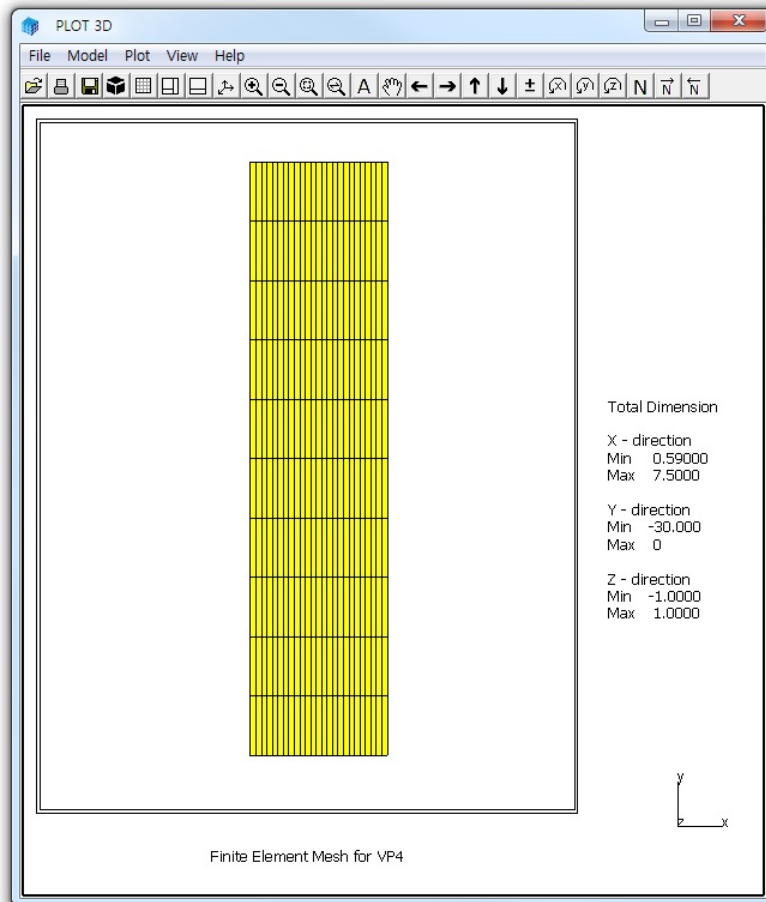 PLOT 3D
File Model Plot View Help
A N N N
Total Dimension
X - direction
Min 0.59000
Max 7.5000
Y - direction
Min -30.000
Max 0
Z - direction
Min -1.0000
Max 1.0000
y
z x
Finite Element Mesh for VP4